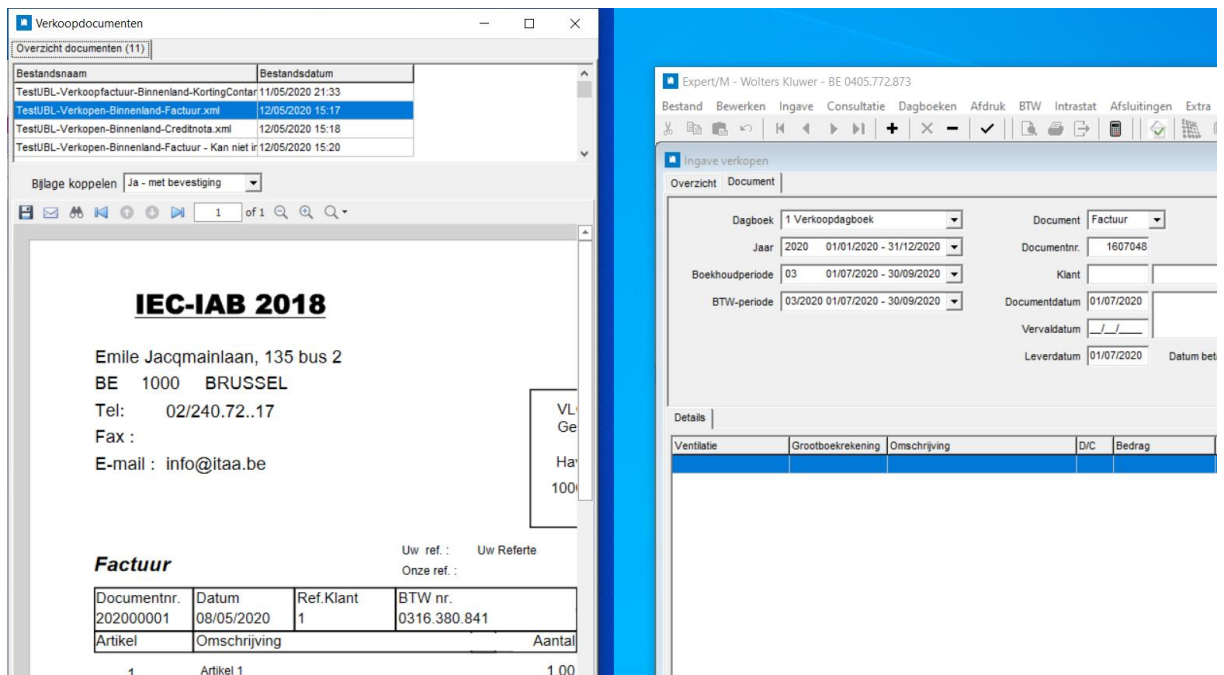 Verkoopdocumenten
Overzicht documenten (11)
Bestandsnaam Bestandsdatum
TestUBL-Verkoopfactuur-Binnenland-KortingContar 11/05/2020 21:33
TestUBL-Verkopen-Binnenland-Factuur.xml 12/05/2020 15:17
TestUBL-Verkopen-Binnenland-Creditnota.xml 12/05/2020 15:18
TestUBL-Verkopen-Binnenland-Factuur - Kan niet ir 12/05/2020 15:20
Bijlage koppelen Ja - met bevestiging
1 of 1
IEC-IAB 2018
Emile Jacqmainlaan, 135 bus 2
BE 1000 BRUSSEL
Tel: 02/240.72..17
Fax :
E-mail : info@itaa.be
VL
Ge
Ha
100
Uw ref. : Uw Referte
Factuur
Onze ref. :
Documentnr. Datum Ref.Klant BTW nr.
202000001 08/05/2020 1 0316.380.841
Artikel Omschrijving Aantal
1 Artikel 1 1.00
Expert/M - Wolters Kluwer - BE 0405.772.873
Bestand Bewerken Ingave Consultatie Dagboeken Afdruk BTW Intrastat Afsluitingen Extra
Ingave verkopen
Overzicht Document
Dagboek 1 Verkoopdagboek Document Factuur
Jaar 2020 01/01/2020 - 31/12/2020 Documentnr. 1607048
Boekhoudperiode 03 01/07/2020 - 30/09/2020 Klant
BTW-periode 03/2020 01/07/2020 - 30/09/2020 Documentdatum 01/07/2020
Vervaldatum __/__/____
Leverdatum 01/07/2020 Datum bet
Details
Ventilatie Grootboekrekening Omschrijving D/C Bedrag